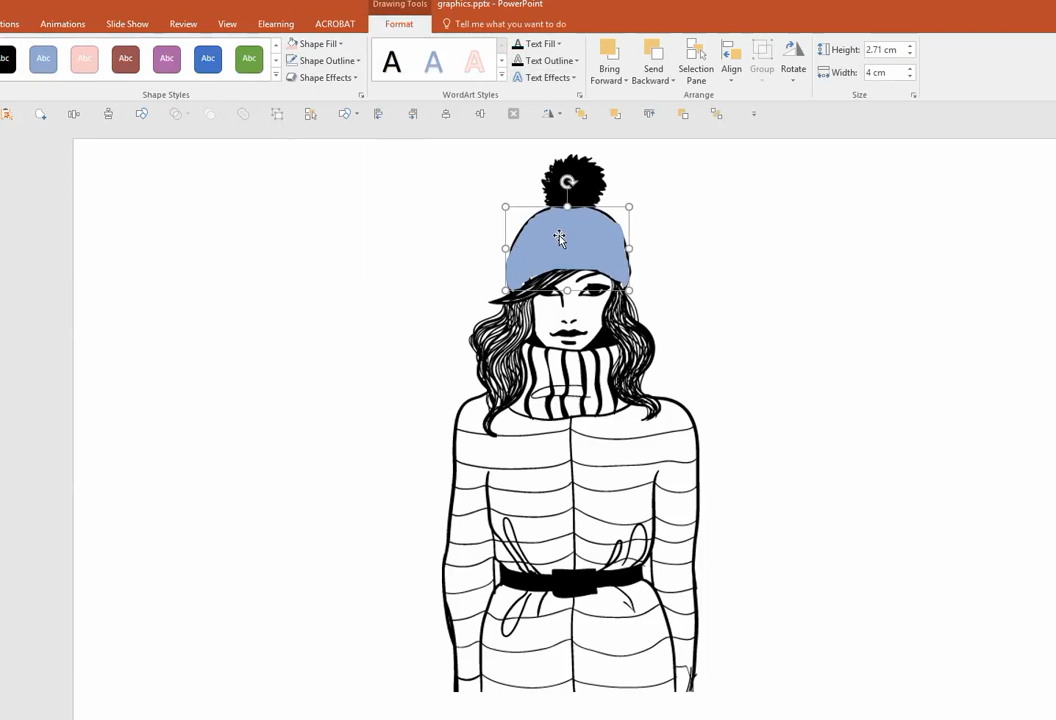 Drawing Tools graphics.pptx - PowerPoint
Animations Slide Show Review View Elearning ACROBAT Format Tell me what you want to do
Abc Abc Abc Abc Abc Abc Shape Fill Text Fill Height: 2.71 cm
Shape Outline Text Outline Width: 4 cm
Shape Effects Text Effects
A A A
Bring Forward Send Backward Selection Pane Align Group Rotate
Shape Styles WordArt Styles Arrange Size